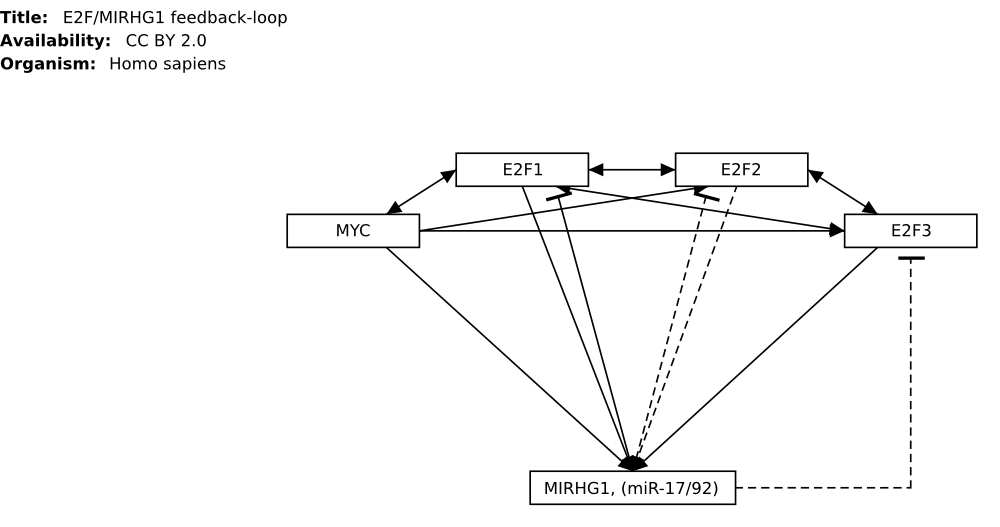 Title: E2F/MIRHG1 feedback-loop
Availability: CC BY 2.0
Organism: Homo sapiens
E2F1
E2F2
MYC
E2F3
MIRHG1, (miR-17/92)